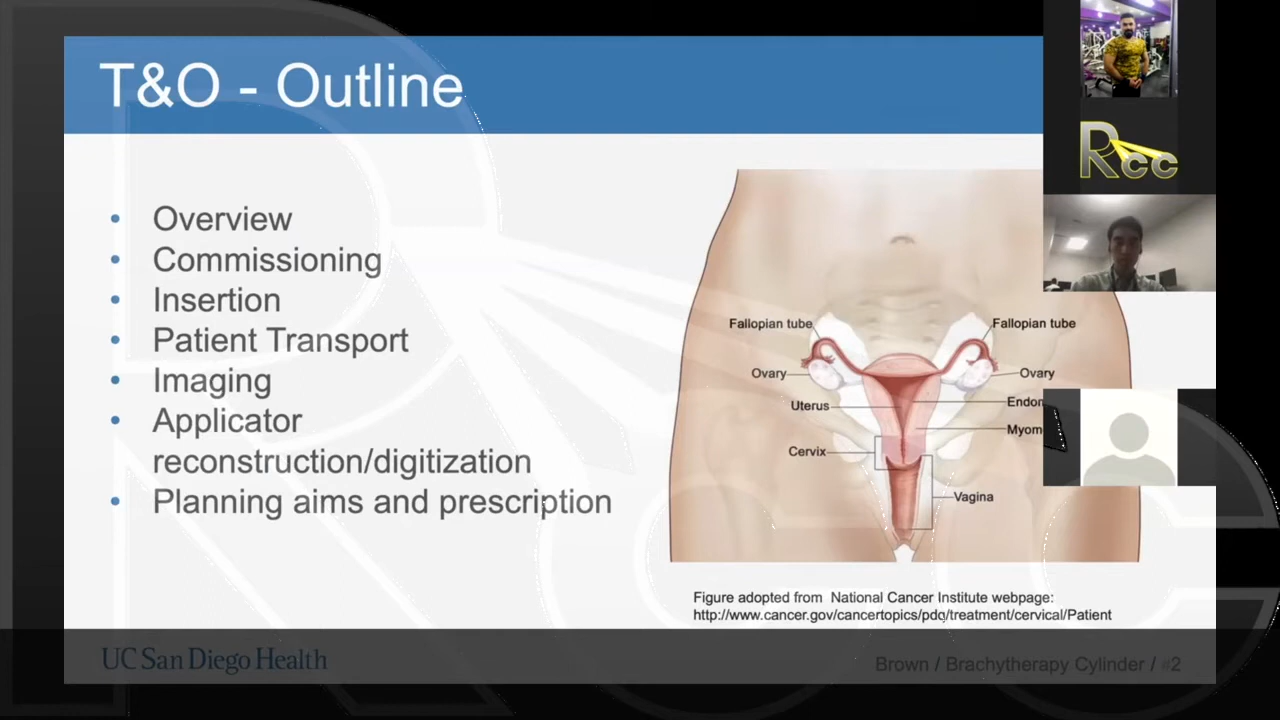 T&O - Outline
• Overview
• Commissioning
• Insertion
• Patient Transport
• Imaging
• Applicator
reconstruction/digitization
• Planning aims and prescription
Fallopian tube
Fallopian tube
Ovary
Ovary
Uterus
Endom
Myom
Cervix
Vagina
Figure adopted from National Cancer Institute webpage:
http://www.cancer.gov/cancertopics/pdq/treatment/cervical/Patient
UC San Diego Health
Brown / Brachytherapy Cylinder / #2
Rcc